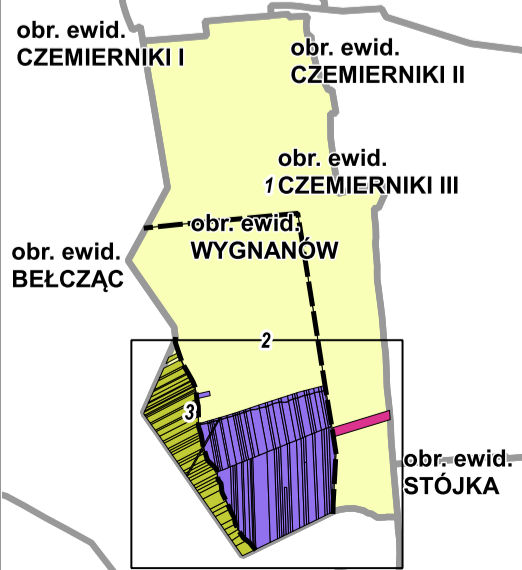 obr. ewid.
CZEMIERNIKI I
obr. ewid.
CZEMIERNIKI II
obr. ewid.
1 CZEMIERNIKI III
obr. ewid.
WYGNANÓW
obr. ewid.
BEŁCZĄC
2
3
obr. ewid.
STÓJKA